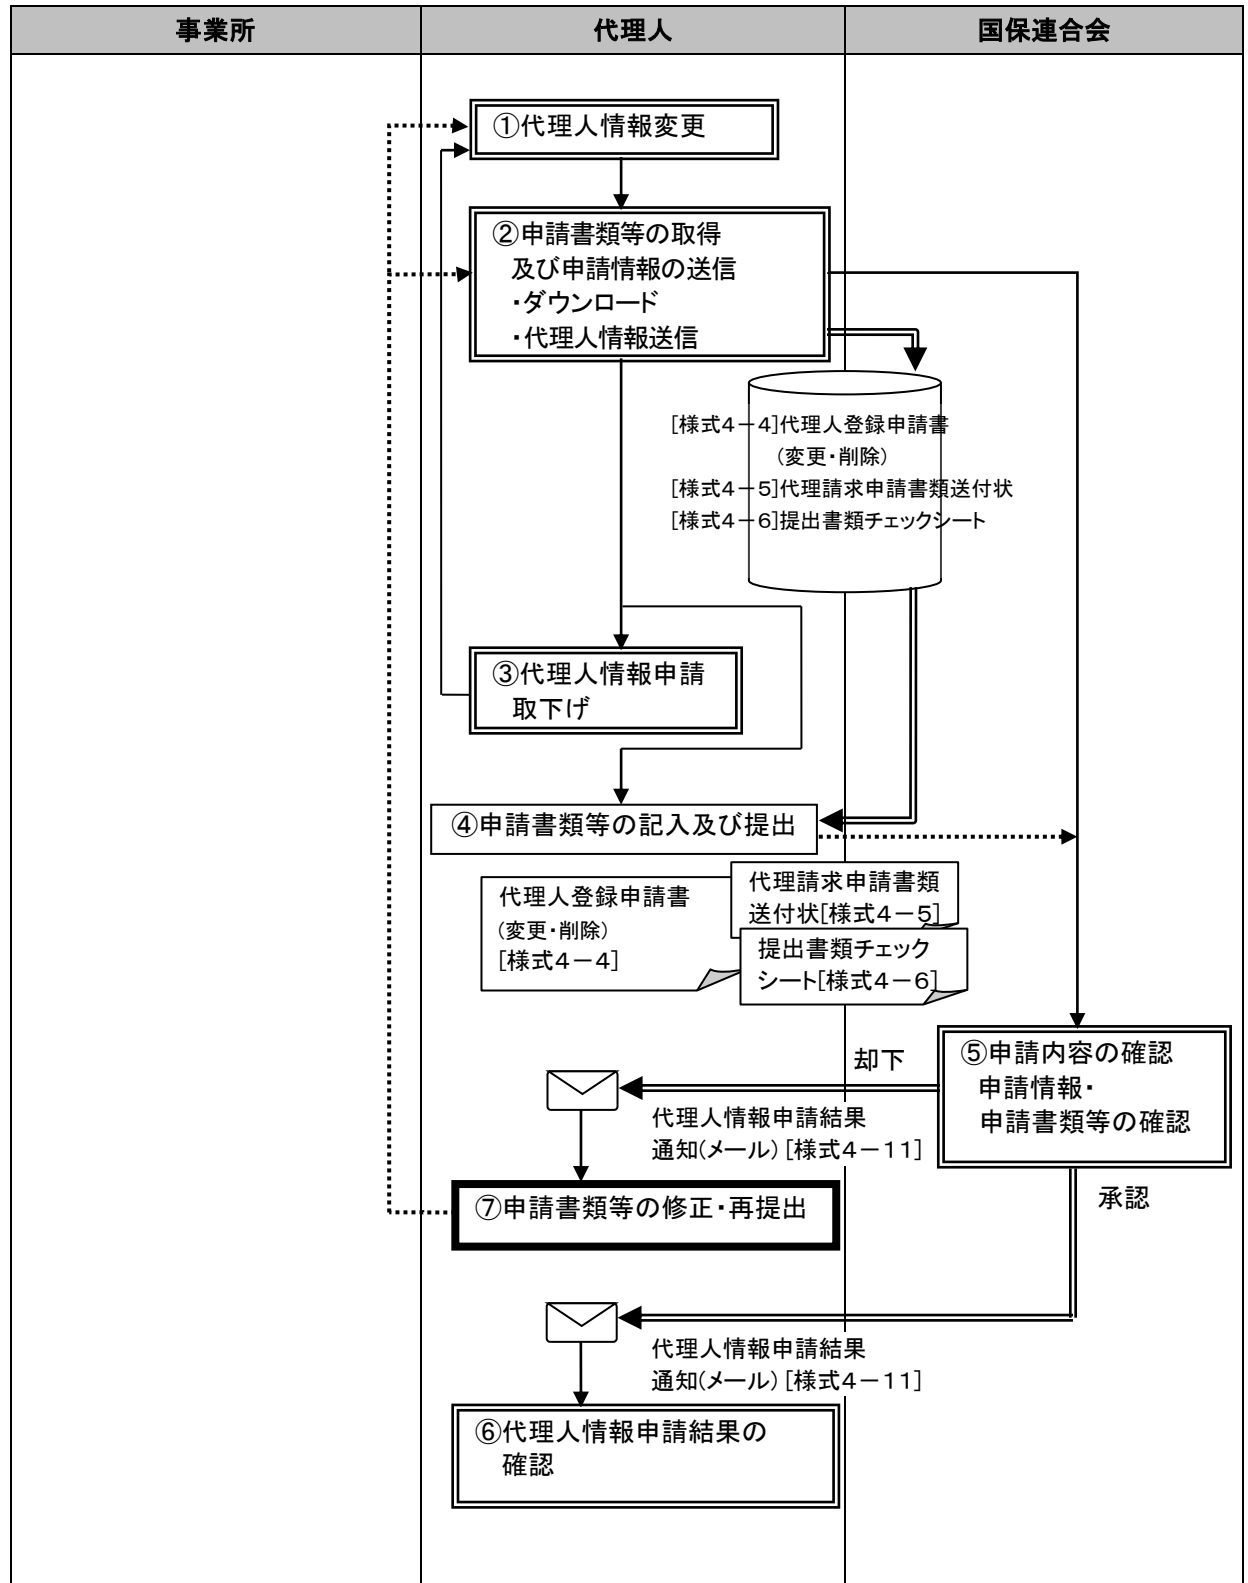 事業所
代理人
国保連合会
①代理人情報変更
②申請書類等の取得
及び申請情報の送信
・ダウンロード
・代理人情報送信
[様式4-4]代理人登録申請書
(変更・削除)
[様式4-5]代理請求申請書類送付状
[様式4-6]提出書類チェックシート
③代理人情報申請
取下げ
④申請書類等の記入及び提出
代理人登録申請書
(変更・削除)
[様式4-4]
代理請求申請書類
送付状[様式4-5]
提出書類チェック
シート[様式4-6]
⑤申請内容の確認
申請情報・
申請書類等の確認
却下
代理人情報申請結果
通知(メール)[様式4-11]
⑦申請書類等の修正・再提出
承認
代理人情報申請結果
通知(メール)[様式4-11]
⑥代理人情報申請結果の
確認